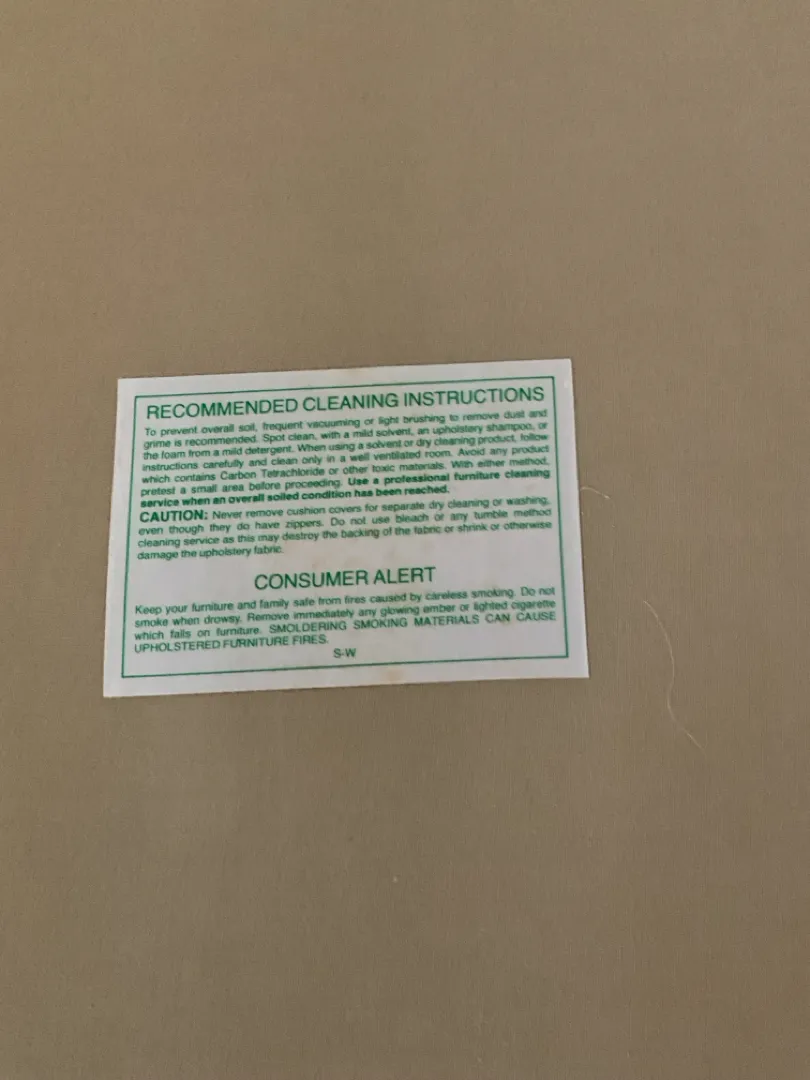 RECOMMENDED CLEANING INSTRUCTIONS
To prevent overall soil, frequent vacuuming or light brushing to remove dust and
grime is recommended. Spot clean, with a mild solvent, an upholstery shampoo, or
the foam from a mild detergent. When using a solvent or dry cleaning product, follow
instructions carefully and clean only in a well ventilated room. Avoid any product
which contains Carbon Tetrachloride or other toxic materials. With either method,
pretest a small area before proceeding. Use a professional furniture cleaning
service when an overall soiled condition has been reached.
CAUTION: Never remove cushion covers for separate dry cleaning or washing,
even though they do have zippers. Do not use bleach or any tumble method
cleaning service as this may destroy the backing of the fabric or shrink or otherwise
damage the upholstery fabric.
CONSUMER ALERT
Keep your furniture and family safe from fires caused by careless smoking. Do not
smoke when drowsy. Remove immediately any glowing ember or lighted cigarette
which falls on furniture. SMOLDERING SMOKING MATERIALS CAN CAUSE
UPHOLSTERED FURNITURE FIRES.
S-W